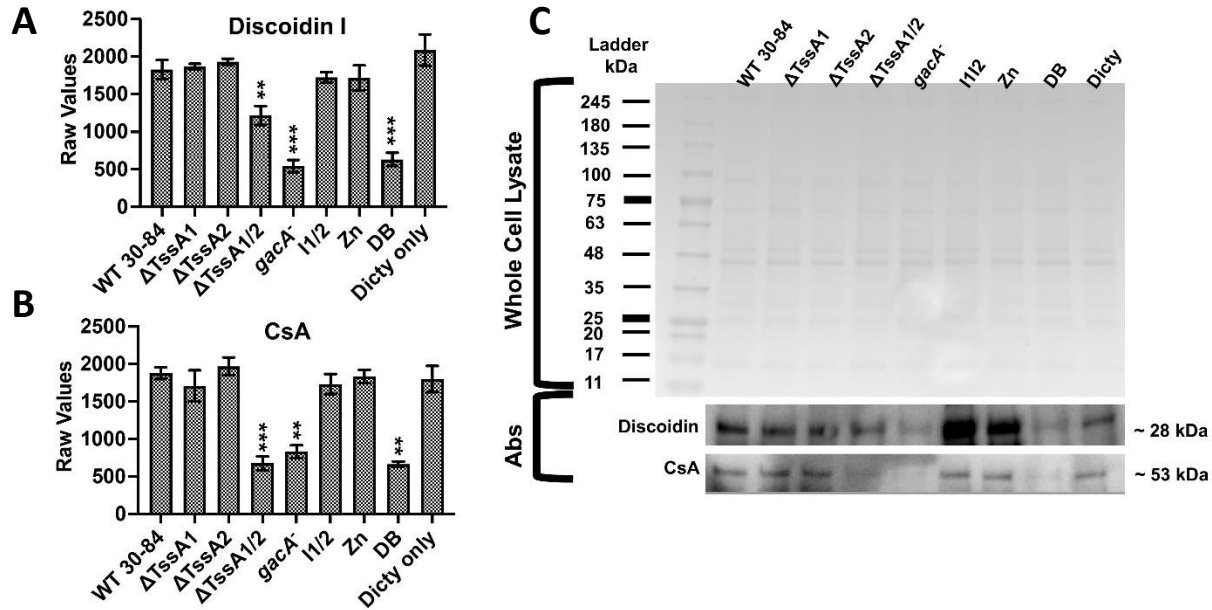 A
Discoidin I
Raw Values
2500
2000
1500
1000
500
0
**
***
***
WT 30-84
ΔTssA1
ΔTssA2
ΔTssA1/2
gacA-
I1/2
Zn
DB
Dicty only
B
CsA
Raw Values
2500
2000
1500
1000
500
0
***
**
**
WT 30-84
ΔTssA1
ΔTssA2
ΔTssA1/2
gacA-
I1/2
Zn
DB
Dicty only
C
Ladder
kDa
WT 30-84
ΔTssA1
ΔTssA2
ΔTssA1/2
gacA-
I1I2
Zn
DB
Dicty
Whole Cell Lysate
245
180
135
100
75
63
48
35
25
20
17
11
Abs
Discoidin
~ 28 kDa
CsA
~ 53 kDa